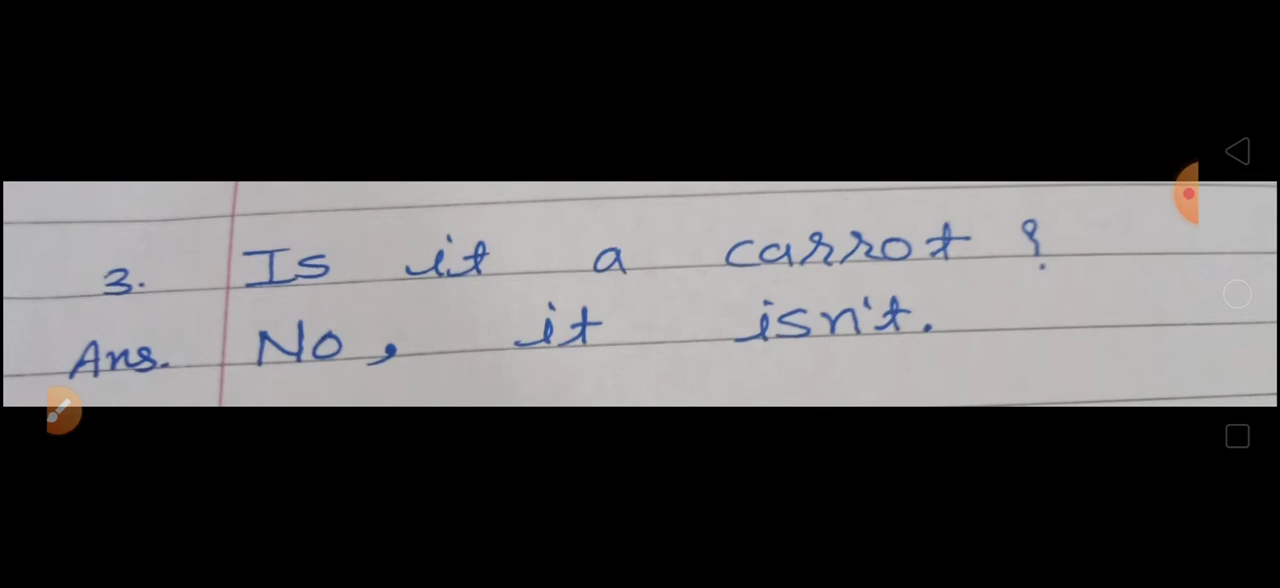 3. Is it a carrot ?
Ans. No, it isn't.